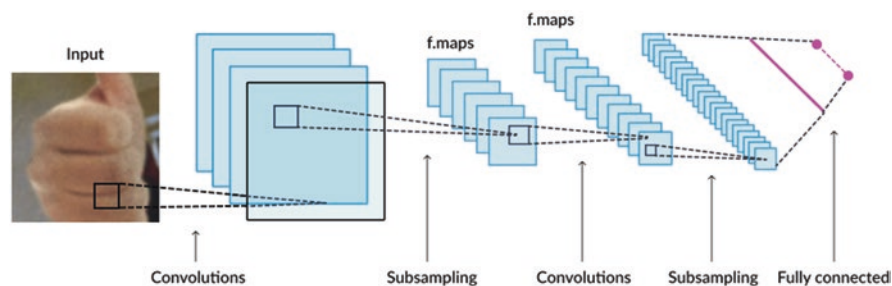 Input
f.maps
f.maps
Convolutions
Subsampling
Convolutions
Subsampling
Fully connected